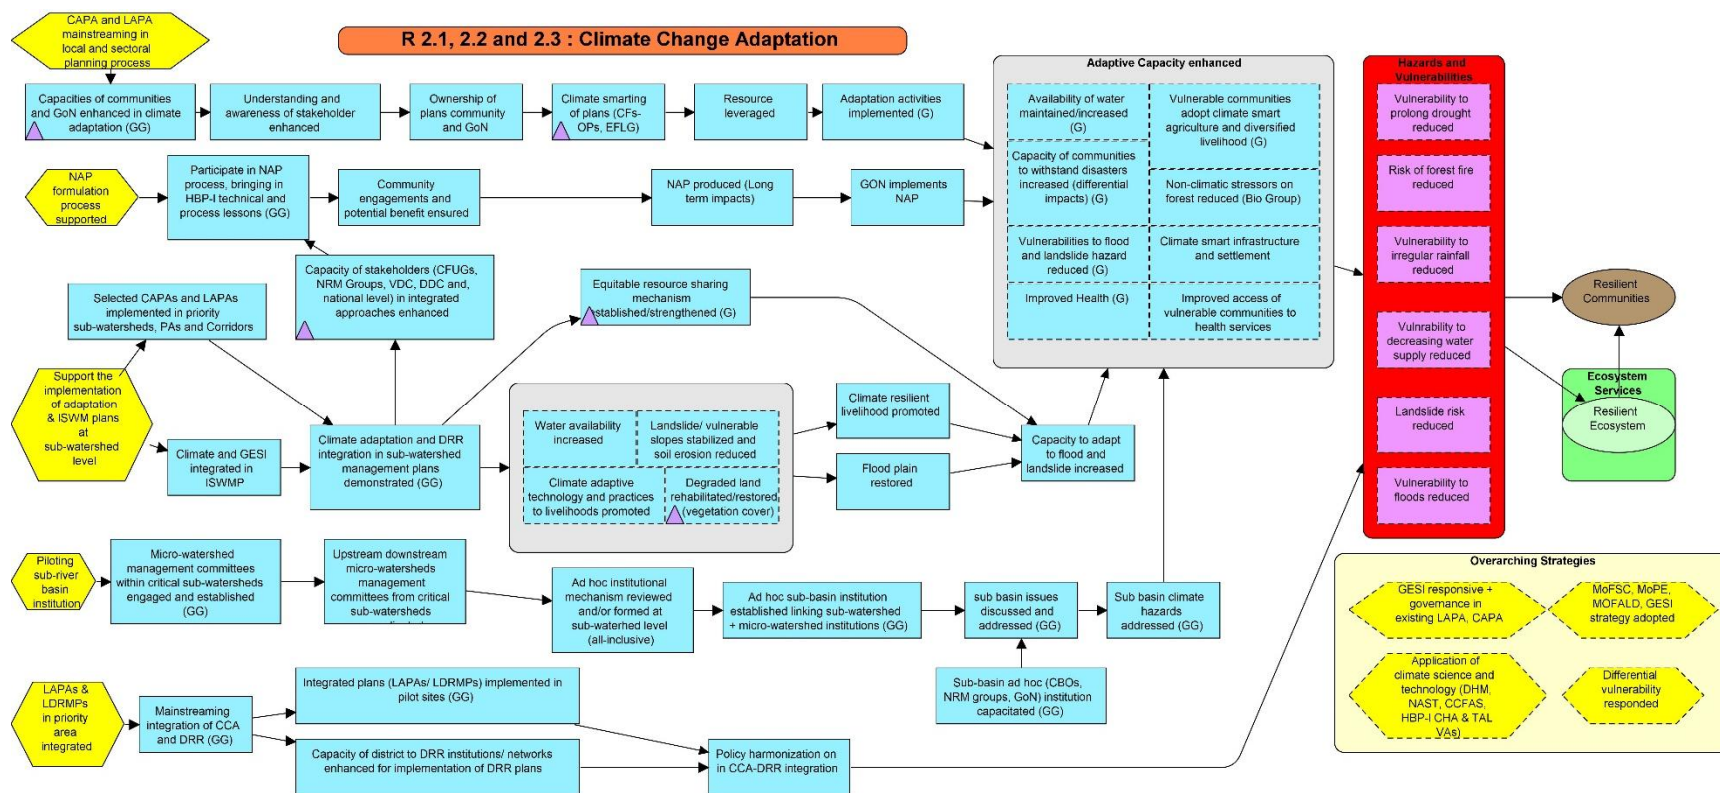 CAPA and LAPA
mainstreaming in
local and sectoral
planning process
R 2.1, 2.2 and 2.3 : Climate Change Adaptation
Capacities of communities
and GoN enhanced in climate
adaptation (GG)
Understanding and
awareness of stakeholder
enhanced
Ownership of
plans community
and GoN
Climate smarting
of plans (CFs-
OPs, EFLG)
Resource
leveraged
Adaptation activities
implemented (G)
NAP
formulation
process
supported
Participate in NAP
process, bringing in
HBP-I technical and
process lessons (GG)
Community
engagements and
potential benefit ensured
NAP produced (Long
term impacts)
GON implements
NAP
Adaptive Capacity enhanced
Availability of water
maintained/increased (G)
Vulnerable communities
adopt climate smart
agriculture and diversified
livelihood (G)
Capacity of communities
to withstand disasters
increased (differential
impacts) (G)
Non-climatic stressors on
forest reduced (Bio Group)
Vulnerabilities to flood
and landslide hazard
reduced (G)
Climate smart infrastructure
and settlement
Improved Health (G)
Improved access of
vulnerable communities to
health services
Hazards and
Vulnerabilities
Vulnerability to
prolong drought
reduced
Risk of forest fire
reduced
Vulnerability to
irregular rainfall
reduced
Vulnrability to
decreasing water
supply reduced
Landslide risk
reduced
Vulnerability to
floods reduced
Resilient
Communities
Ecosystem
Services
Resilient
Ecosystem
Selected CAPAs and LAPAs
implemented in priority
sub-watersheds, PAs and Corridors
Capacity of stakeholders (CFUGs,
NRM Groups, VDC, DDC and,
national level) in integrated
approaches enhanced
Equitable resource sharing
mechanism
established/strengthened (G)
Support the
implementation
of adaptation
& ISWM plans
at
sub-watershed
level
Climate and GESI
integrated in
ISWMP
Climate adaptation and DRR
integration in sub-watershed
management plans
demonstrated (GG)
Water availability
increased
Landslide/ vulnerable
slopes stabilized and
soil erosion reduced
Climate adaptive
technology and practices
to livelihoods promoted
Degraded land
rehabilitated/restored
(vegetation cover)
Climate resilient
livelihood promoted
Flood plain
restored
Capacity to adapt
to flood and
landslide increased
Piloting
sub-river
basin
institution
Micro-watershed
management committees
within critical sub-watersheds
engaged and established
(GG)
Upstream downstream
micro-watersheds
management
committees from critical
sub-watersheds
Ad hoc institutional
mechanism reviewed
and/or formed at
sub-waterhed level
(all-inclusive)
Ad hoc sub-basin institution
established linking sub-watershed
+ micro-watershed institutions (GG)
sub basin issues
discussed and
addressed (GG)
Sub basin climate
hazards
addressed (GG)
Sub-basin ad hoc (CBOs,
NRM groups, GoN) institution
capacitated (GG)
LAPAs &
LDRMPs
in priority
area
integrated
Mainstreaming
integration of CCA
and DRR (GG)
Integrated plans (LAPAs/ LDRMPs) implemented in
pilot sites (GG)
Capacity of district to DRR institutions/ networks
enhanced for implementation of DRR plans
Policy harmonization on
in CCA-DRR integration
Overarching Strategies
GESI responsive +
governance in
existing LAPA, CAPA
MoFSC, MoPE,
MOFALD, GESI
strategy adopted
Application of
climate science and
technology (DHM,
NAST, CCFAS,
HBP-I CHA & TAL
VAs)
Differential
vulnerability
responded